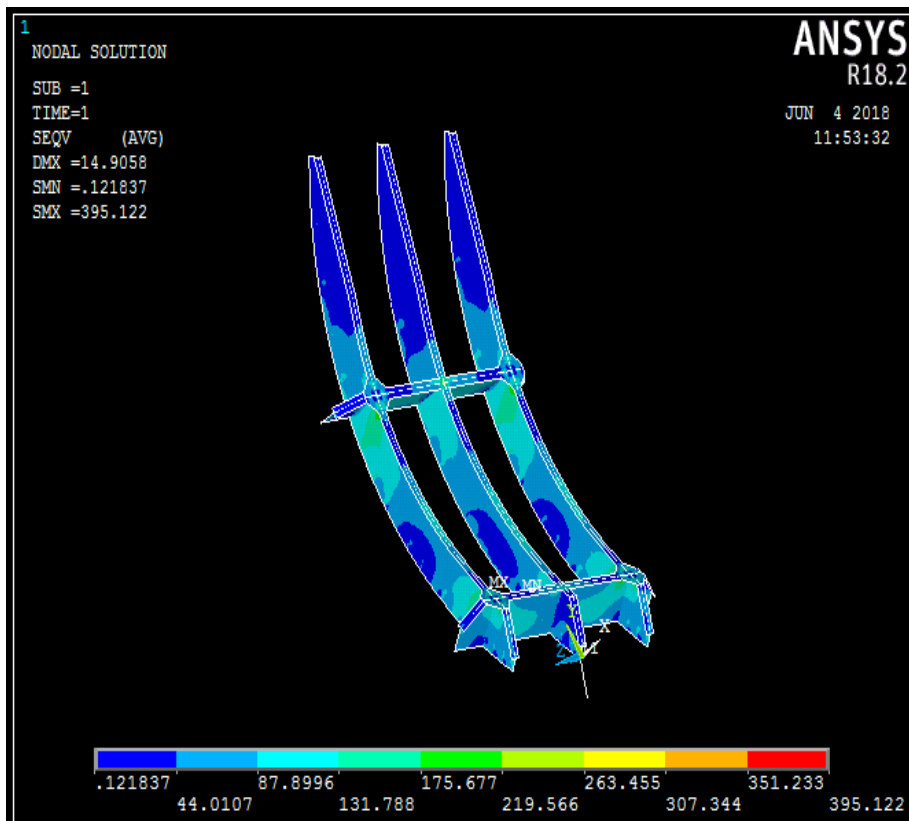 1
NODAL SOLUTION
SUB =1
TIME=1
SEQV (AVG)
DMX =14.9058
SMN =.121837
SMX =395.122
ANSYS
R18.2
JUN 4 2018
11:53:32
MX MN
Y
X
Z
.121837 87.8996 175.677 263.455 351.233
44.0107 131.788 219.566 307.344 395.122